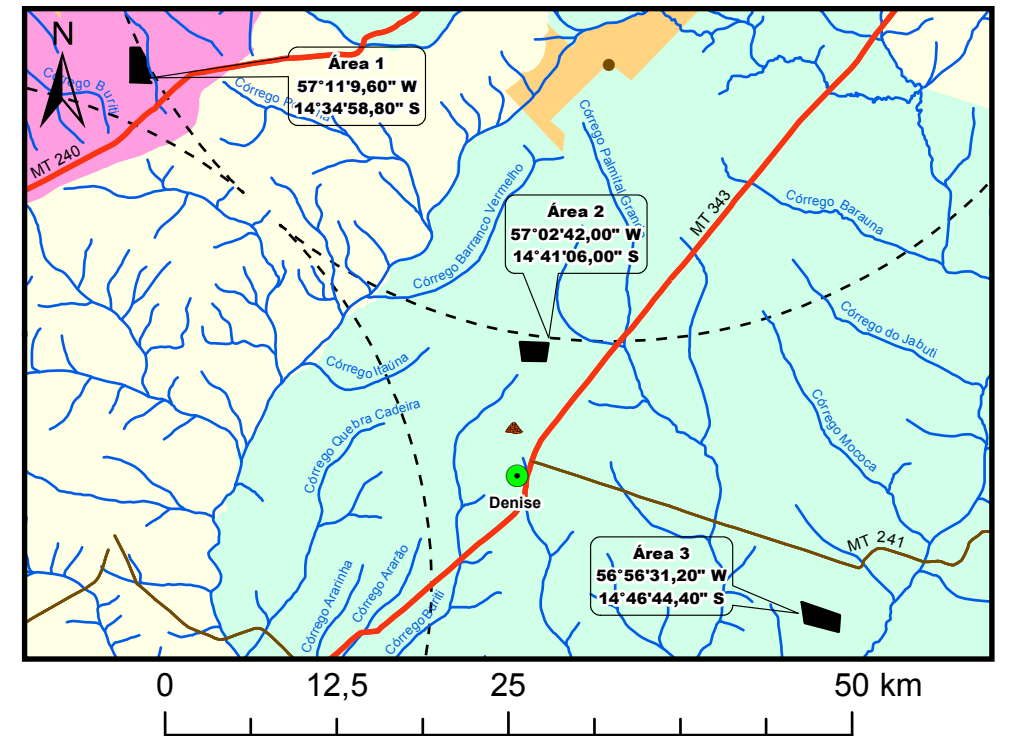 N
Área 1
57°11'9,60" W
14°34'58,80" S
Córrego Buriti
MT 240
Córrego Barranco Vermelho
Córrego Palmital Grande
Área 2
57°02'42,00" W
14°41'06,00" S
MT 343
Córrego Barauna
Córrego do Jabuti
Córrego Itaúna
Córrego Quebra Cadeira
Córrego Mococa
Denise
MT 241
Área 3
56°56'31,20" W
14°46'44,40" S
Córrego Ararinha
Córrego Ararão
Córrego Buriti
0 12,5 25 50 km